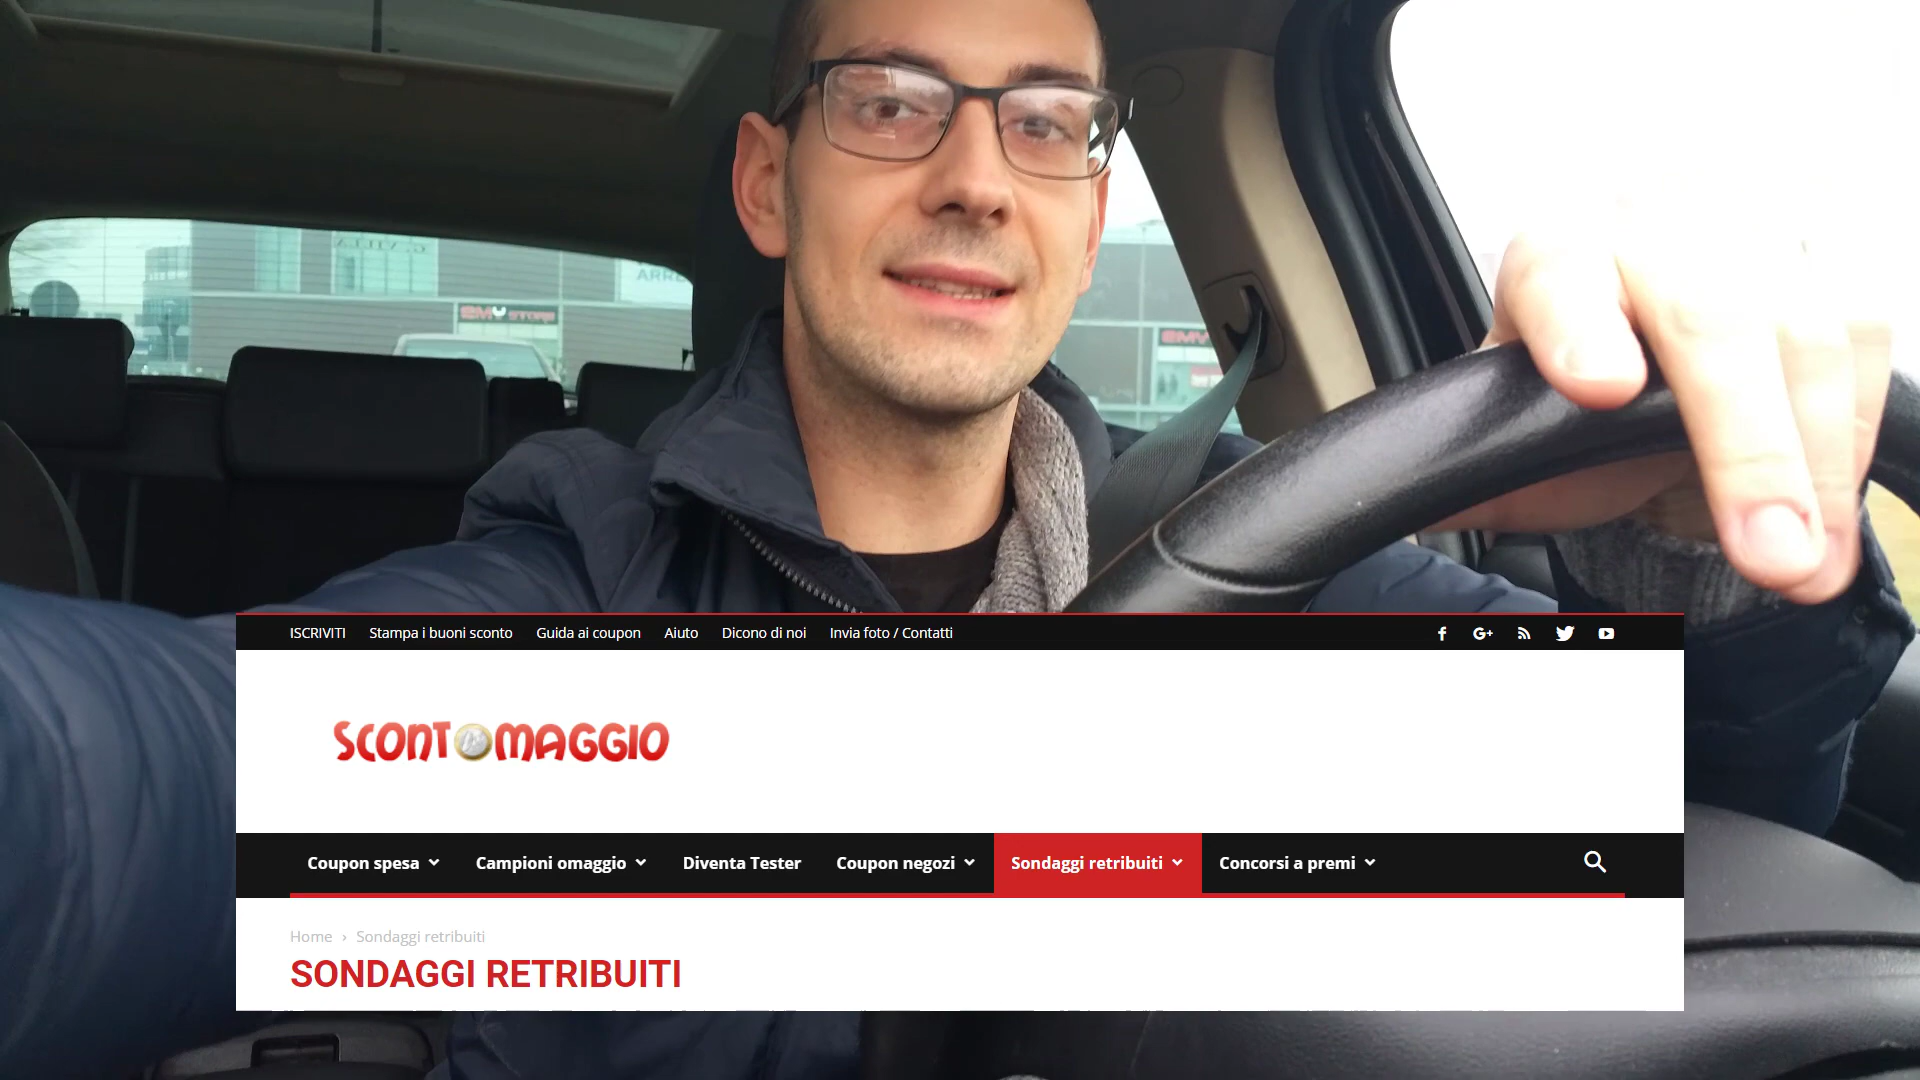 ISCRIVITI Stampa i buoni sconto Guida ai coupon Aiuto Dicono di noi Invia foto / Contatti
SCONTOMAGGIO
Coupon spesa Campioni omaggio Diventa Tester Coupon negozi Sondaggi retribuiti Concorsi a premi
Home › Sondaggi retribuiti
SONDAGGI RETRIBUITI